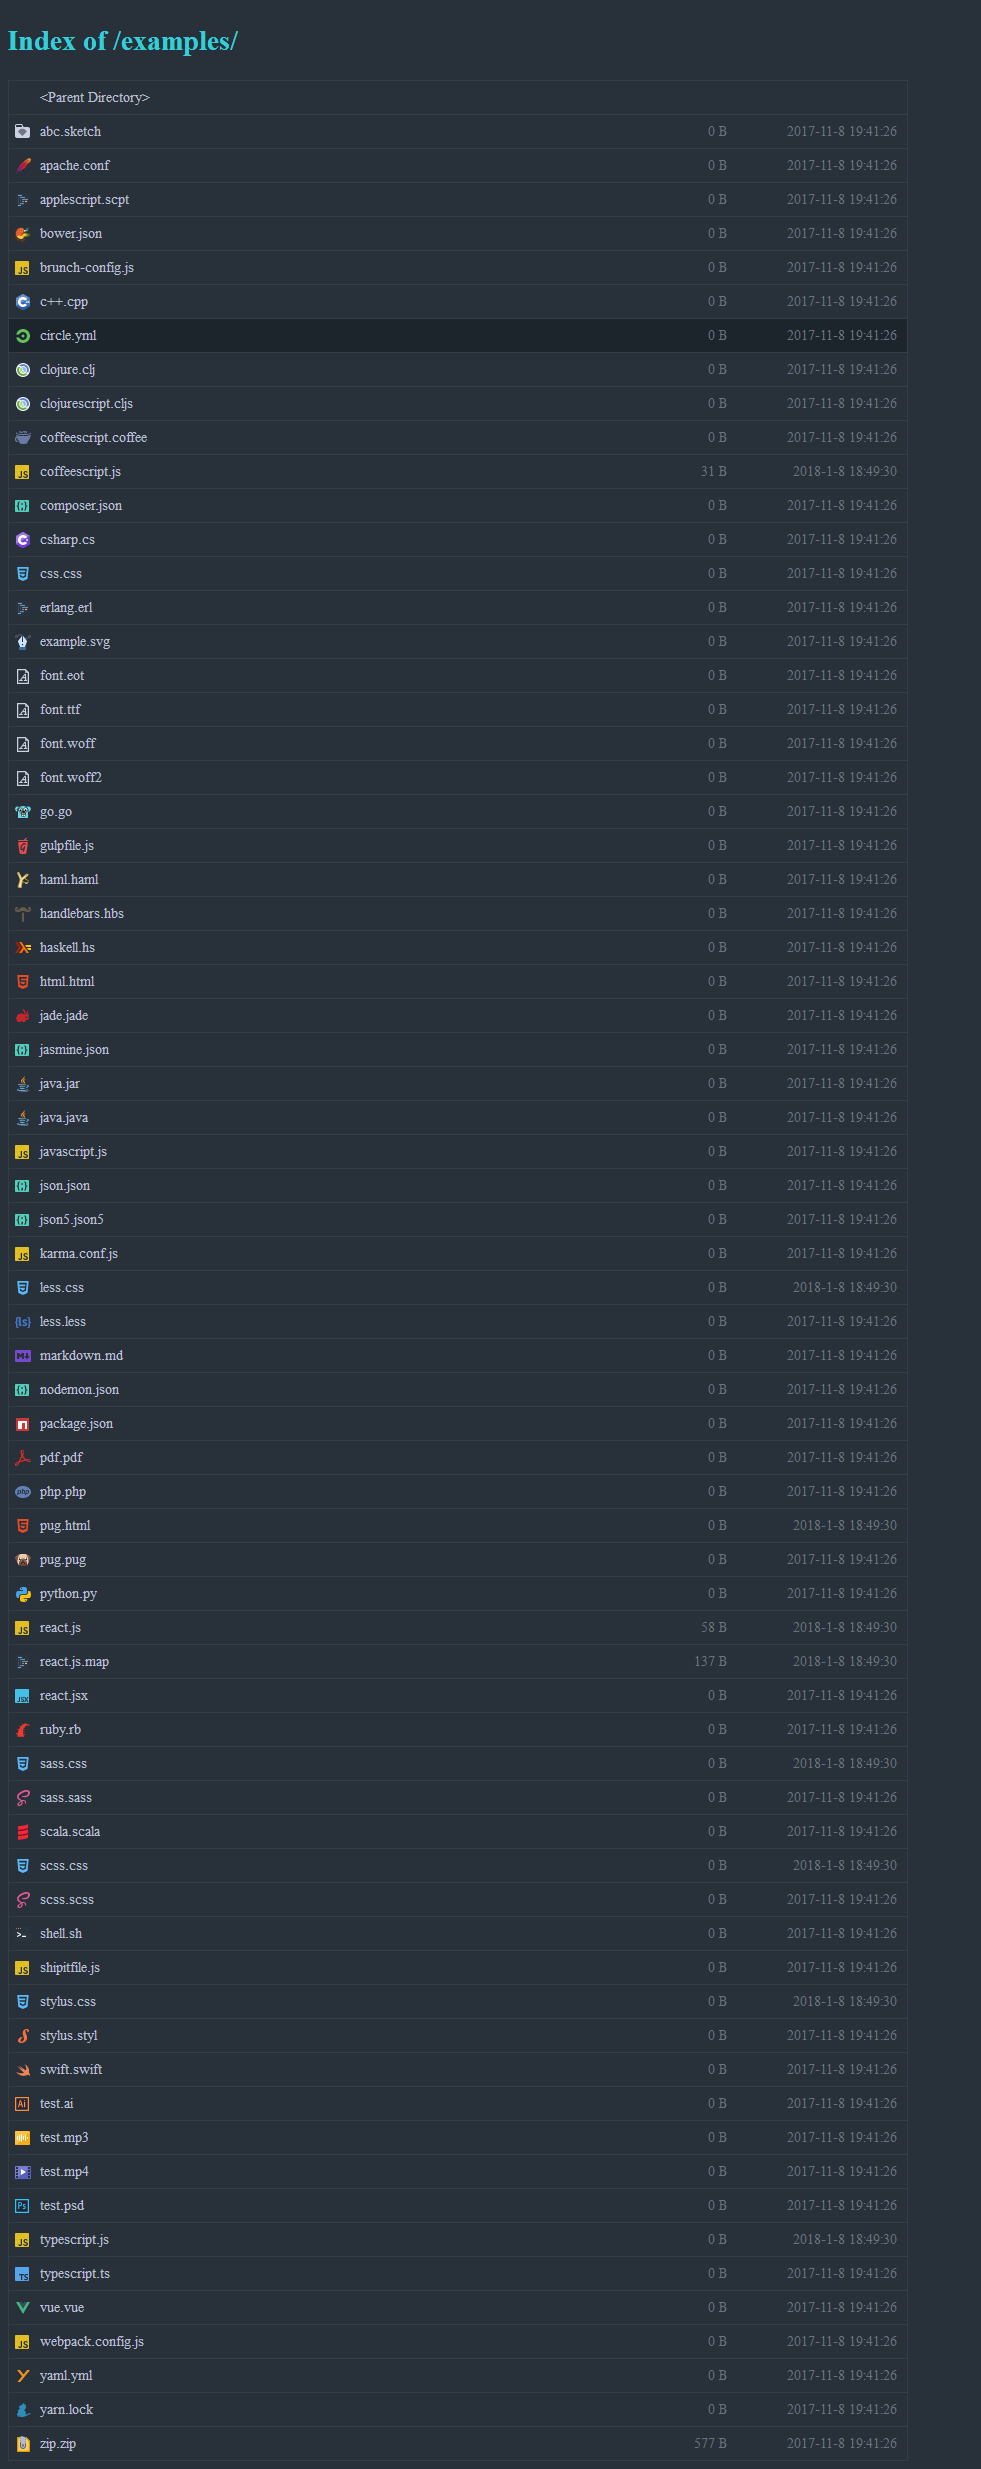 Index of /examples/
<Parent Directory>
abc.sketch 0 B 2017-11-8 19:41:26
apache.conf 0 B 2017-11-8 19:41:26
applescript.scpt 0 B 2017-11-8 19:41:26
bower.json 0 B 2017-11-8 19:41:26
brunch-config.js 0 B 2017-11-8 19:41:26
c++.cpp 0 B 2017-11-8 19:41:26
circle.yml 0 B 2017-11-8 19:41:26
clojure.clj 0 B 2017-11-8 19:41:26
clojurescript.cljs 0 B 2017-11-8 19:41:26
coffeescript.coffee 0 B 2017-11-8 19:41:26
coffeescript.js 31 B 2018-1-8 18:49:30
composer.json 0 B 2017-11-8 19:41:26
csharp.cs 0 B 2017-11-8 19:41:26
css.css 0 B 2017-11-8 19:41:26
erlang.erl 0 B 2017-11-8 19:41:26
example.svg 0 B 2017-11-8 19:41:26
font.eot 0 B 2017-11-8 19:41:26
font.ttf 0 B 2017-11-8 19:41:26
font.woff 0 B 2017-11-8 19:41:26
font.woff2 0 B 2017-11-8 19:41:26
go.go 0 B 2017-11-8 19:41:26
gulpfile.js 0 B 2017-11-8 19:41:26
haml.haml 0 B 2017-11-8 19:41:26
handlebars.hbs 0 B 2017-11-8 19:41:26
haskell.hs 0 B 2017-11-8 19:41:26
html.html 0 B 2017-11-8 19:41:26
jade.jade 0 B 2017-11-8 19:41:26
jasmine.json 0 B 2017-11-8 19:41:26
java.jar 0 B 2017-11-8 19:41:26
java.java 0 B 2017-11-8 19:41:26
javascript.js 0 B 2017-11-8 19:41:26
json.json 0 B 2017-11-8 19:41:26
json5.json5 0 B 2017-11-8 19:41:26
karma.conf.js 0 B 2017-11-8 19:41:26
less.css 0 B 2018-1-8 18:49:30
less.less 0 B 2017-11-8 19:41:26
markdown.md 0 B 2017-11-8 19:41:26
nodemon.json 0 B 2017-11-8 19:41:26
package.json 0 B 2017-11-8 19:41:26
pdf.pdf 0 B 2017-11-8 19:41:26
php.php 0 B 2017-11-8 19:41:26
pug.html 0 B 2018-1-8 18:49:30
pug.pug 0 B 2017-11-8 19:41:26
python.py 0 B 2017-11-8 19:41:26
react.js 58 B 2018-1-8 18:49:30
react.js.map 137 B 2018-1-8 18:49:30
react.jsx 0 B 2017-11-8 19:41:26
ruby.rb 0 B 2017-11-8 19:41:26
sass.css 0 B 2018-1-8 18:49:30
sass.sass 0 B 2017-11-8 19:41:26
scala.scala 0 B 2017-11-8 19:41:26
scss.css 0 B 2018-1-8 18:49:30
scss.scss 0 B 2017-11-8 19:41:26
shell.sh 0 B 2017-11-8 19:41:26
shipitfile.js 0 B 2017-11-8 19:41:26
stylus.css 0 B 2018-1-8 18:49:30
stylus.styl 0 B 2017-11-8 19:41:26
swift.swift 0 B 2017-11-8 19:41:26
test.ai 0 B 2017-11-8 19:41:26
test.mp3 0 B 2017-11-8 19:41:26
test.mp4 0 B 2017-11-8 19:41:26
test.psd 0 B 2017-11-8 19:41:26
typescript.js 0 B 2018-1-8 18:49:30
typescript.ts 0 B 2017-11-8 19:41:26
vue.vue 0 B 2017-11-8 19:41:26
webpack.config.js 0 B 2017-11-8 19:41:26
yaml.yml 0 B 2017-11-8 19:41:26
yarn.lock 0 B 2017-11-8 19:41:26
zip.zip 577 B 2017-11-8 19:41:26